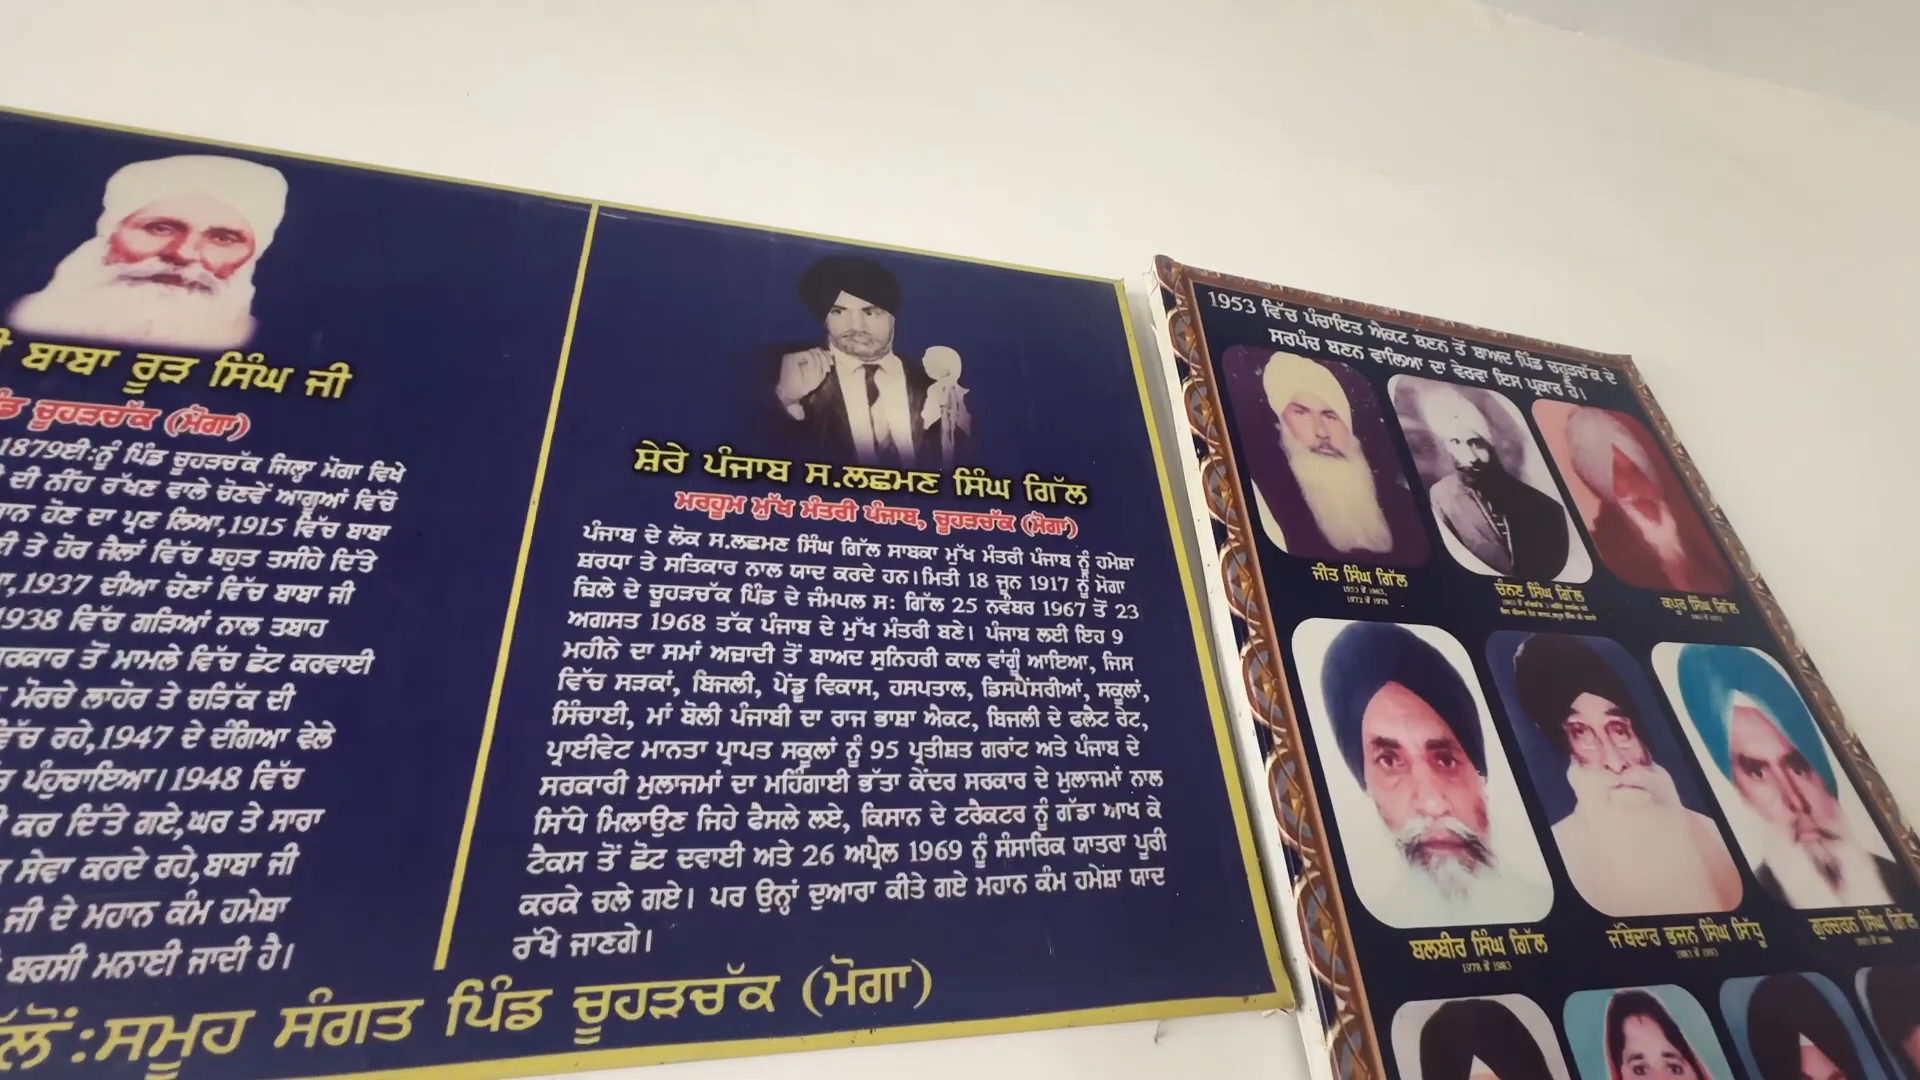 ਬਾਬਾ ਰੂੜ ਸਿੰਘ ਜੀ
ਚੂਹੜਚੱਕ (ਮੋਗਾ)
1879ਈ:ਨੂੰ ਪਿੰਡ ਚੂਹੜਚੱਕ ਜਿਲ੍ਹਾ ਮੋਗਾ ਵਿਖੇ
ਦੀ ਨੀਂਹ ਰੱਖਣ ਵਾਲੇ ਚੋਣਵੇਂ ਆਗੂਆਂ ਵਿੱਚੋ
ਹੋਣ ਦਾ ਪ੍ਰਣ ਲਿਆ,1915 ਵਿੱਚ ਬਾਬਾ
ਤੇ ਹੋਰ ਜੈਲਾਂ ਵਿੱਚ ਬਹੁਤ ਤਸੀਹੇ ਦਿੱਤੇ
,1937 ਦੀਆ ਚੋਣਾਂ ਵਿੱਚ ਬਾਬਾ ਜੀ
1938 ਵਿੱਚ ਗੜਿਆਂ ਨਾਲ ਤਬਾਹ
ਤੋਂ ਮਾਮਲੇ ਵਿੱਚ ਛੋਟ ਕਰਵਾਈ
ਮੋਰਚੇ ਲਾਹੋਰ ਤੇ ਚੜਿੱਕ ਦੀ
ਰਹੇ,1947 ਦੇ ਦੰਗਿਆ ਵੇਲੇ
ਪਹੁੰਚਾਇਆ।1948 ਵਿੱਚ
ਕਰ ਦਿੱਤੇ ਗਏ,ਘਰ ਤੇ ਸਾਰਾ
ਸੇਵਾ ਕਰਦੇ ਰਹੇ,ਬਾਬਾ ਜੀ
ਜੀ ਦੇ ਮਹਾਨ ਕੰਮ ਹਮੇਸ਼ਾ
ਬਰਸੀ ਮਨਾਈ ਜਾਦੀ ਹੈ।
ਸ਼ੇਰੇ ਪੰਜਾਬ ਸ.ਲਛਮਣ ਸਿੰਘ ਗਿੱਲ
ਮਰਹੂਮ ਮੁੱਖ ਮੰਤਰੀ ਪੰਜਾਬ, ਚੂਹੜਚੱਕ (ਮੋਗਾ)
ਪੰਜਾਬ ਦੇ ਲੋਕ ਸ.ਲਛਮਣ ਸਿੰਘ ਗਿੱਲ ਸਾਬਕਾ ਮੁੱਖ ਮੰਤਰੀ ਪੰਜਾਬ ਨੂੰ ਹਮੇਸ਼ਾ
ਸ਼ਰਧਾ ਤੇ ਸਤਿਕਾਰ ਨਾਲ ਯਾਦ ਕਰਦੇ ਹਨ।ਮਿਤੀ 18 ਜੂਨ 1917 ਨੂੰ ਮੋਗਾ
ਜ਼ਿਲੇ ਦੇ ਚੂਹੜਚੱਕ ਪਿੰਡ ਦੇ ਜੰਮਪਲ ਸ: ਗਿੱਲ 25 ਨਵੰਬਰ 1967 ਤੋਂ 23
ਅਗਸਤ 1968 ਤੱਕ ਪੰਜਾਬ ਦੇ ਮੁੱਖ ਮੰਤਰੀ ਬਣੇ। ਪੰਜਾਬ ਲਈ ਇਹ 9
ਮਹੀਨੇ ਦਾ ਸਮਾਂ ਅਜ਼ਾਦੀ ਤੋਂ ਬਾਅਦ ਸੁਨਿਹਰੀ ਕਾਲ ਵਾਂਗੂੰ ਆਇਆ, ਜਿਸ
ਵਿੱਚ ਸੜਕਾਂ, ਬਿਜਲੀ, ਪੇਂਡੂ ਵਿਕਾਸ, ਹਸਪਤਾਲ, ਡਿਸਪੈਂਸਰੀਆਂ, ਸਕੂਲਾਂ,
ਸਿੰਚਾਈ, ਮਾਂ ਬੋਲੀ ਪੰਜਾਬੀ ਦਾ ਰਾਜ ਭਾਸ਼ਾ ਐਕਟ, ਬਿਜਲੀ ਦੇ ਫਲੈਟ ਰੇਟ,
ਪ੍ਰਾਈਵੇਟ ਮਾਨਤਾ ਪ੍ਰਾਪਤ ਸਕੂਲਾਂ ਨੂੰ 95 ਪ੍ਰਤੀਸ਼ਤ ਗਰਾਂਟ ਅਤੇ ਪੰਜਾਬ ਦੇ
ਸਰਕਾਰੀ ਮੁਲਾਜਮਾਂ ਦਾ ਮਹਿੰਗਾਈ ਭੱਤਾ ਕੇਂਦਰ ਸਰਕਾਰ ਦੇ ਮੁਲਾਜਮਾਂ ਨਾਲ
ਸਿੱਧੇ ਮਿਲਾਉਣ ਜਿਹੇ ਫੈਸਲੇ ਲਏ, ਕਿਸਾਨ ਦੇ ਟਰੈਕਟਰ ਨੂੰ ਗੱਡਾ ਆਖ ਕੇ
ਟੈਕਸ ਤੋਂ ਛੋਟ ਦਵਾਈ ਅਤੇ 26 ਅਪ੍ਰੈਲ 1969 ਨੂੰ ਸੰਸਾਰਿਕ ਯਾਤਰਾ ਪੂਰੀ
ਕਰਕੇ ਚਲੇ ਗਏ। ਪਰ ਉਨ੍ਹਾਂ ਦੁਆਰਾ ਕੀਤੇ ਗਏ ਮਹਾਨ ਕੰਮ ਹਮੇਸ਼ਾ ਯਾਦ
ਰੱਖੇ ਜਾਣਗੇ।
:ਸਮੂਹ ਸੰਗਤ ਪਿੰਡ ਚੂਹੜਚੱਕ (ਮੋਗਾ)
1953 ਵਿੱਚ ਪੰਚਾਇਤ ਐਕਟ ਬਣਨ ਤੋਂ ਬਾਅਦ ਪਿੰਡ ਚੂਹੜਚੱਕ ਦੇ
ਸਰਪੰਚ ਬਣਨ ਵਾਲਿਆ ਦਾ ਵੇਰਵਾ ਇਸ ਪ੍ਰਕਾਰ ਹੈ।
ਜੀਤ ਸਿੰਘ ਗਿੱਲ
ਚੰਨਣ ਸਿੰਘ ਗਿੱਲ
ਕਪੂਰ ਸਿੰਘ ਗਿੱਲ
ਬਲਬੀਰ ਸਿੰਘ ਗਿੱਲ
1978 ਤੋਂ 1983
ਜੱਥੇਦਾਰ ਭਜਨ ਸਿੰਘ ਸਿੱਧੂ
ਗੁਰਚਰਨ ਸਿੰਘ ਗਿੱਲ